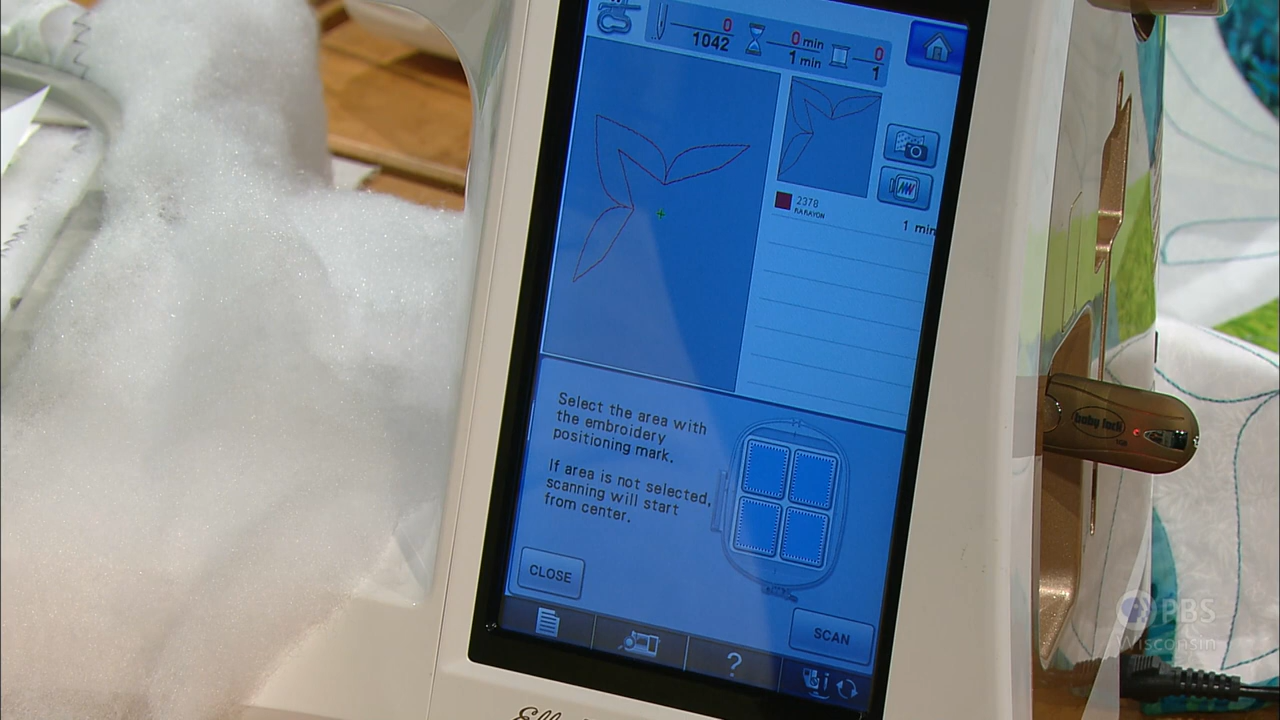 0
1042
0 min
1 min
0
1
2378
RA RAYON
1 min
Select the area with
the embroidery
positioning mark.
If area is not selected,
scanning will start
from center.
CLOSE
SCAN
?
baby lock
PBS
Wisconsin